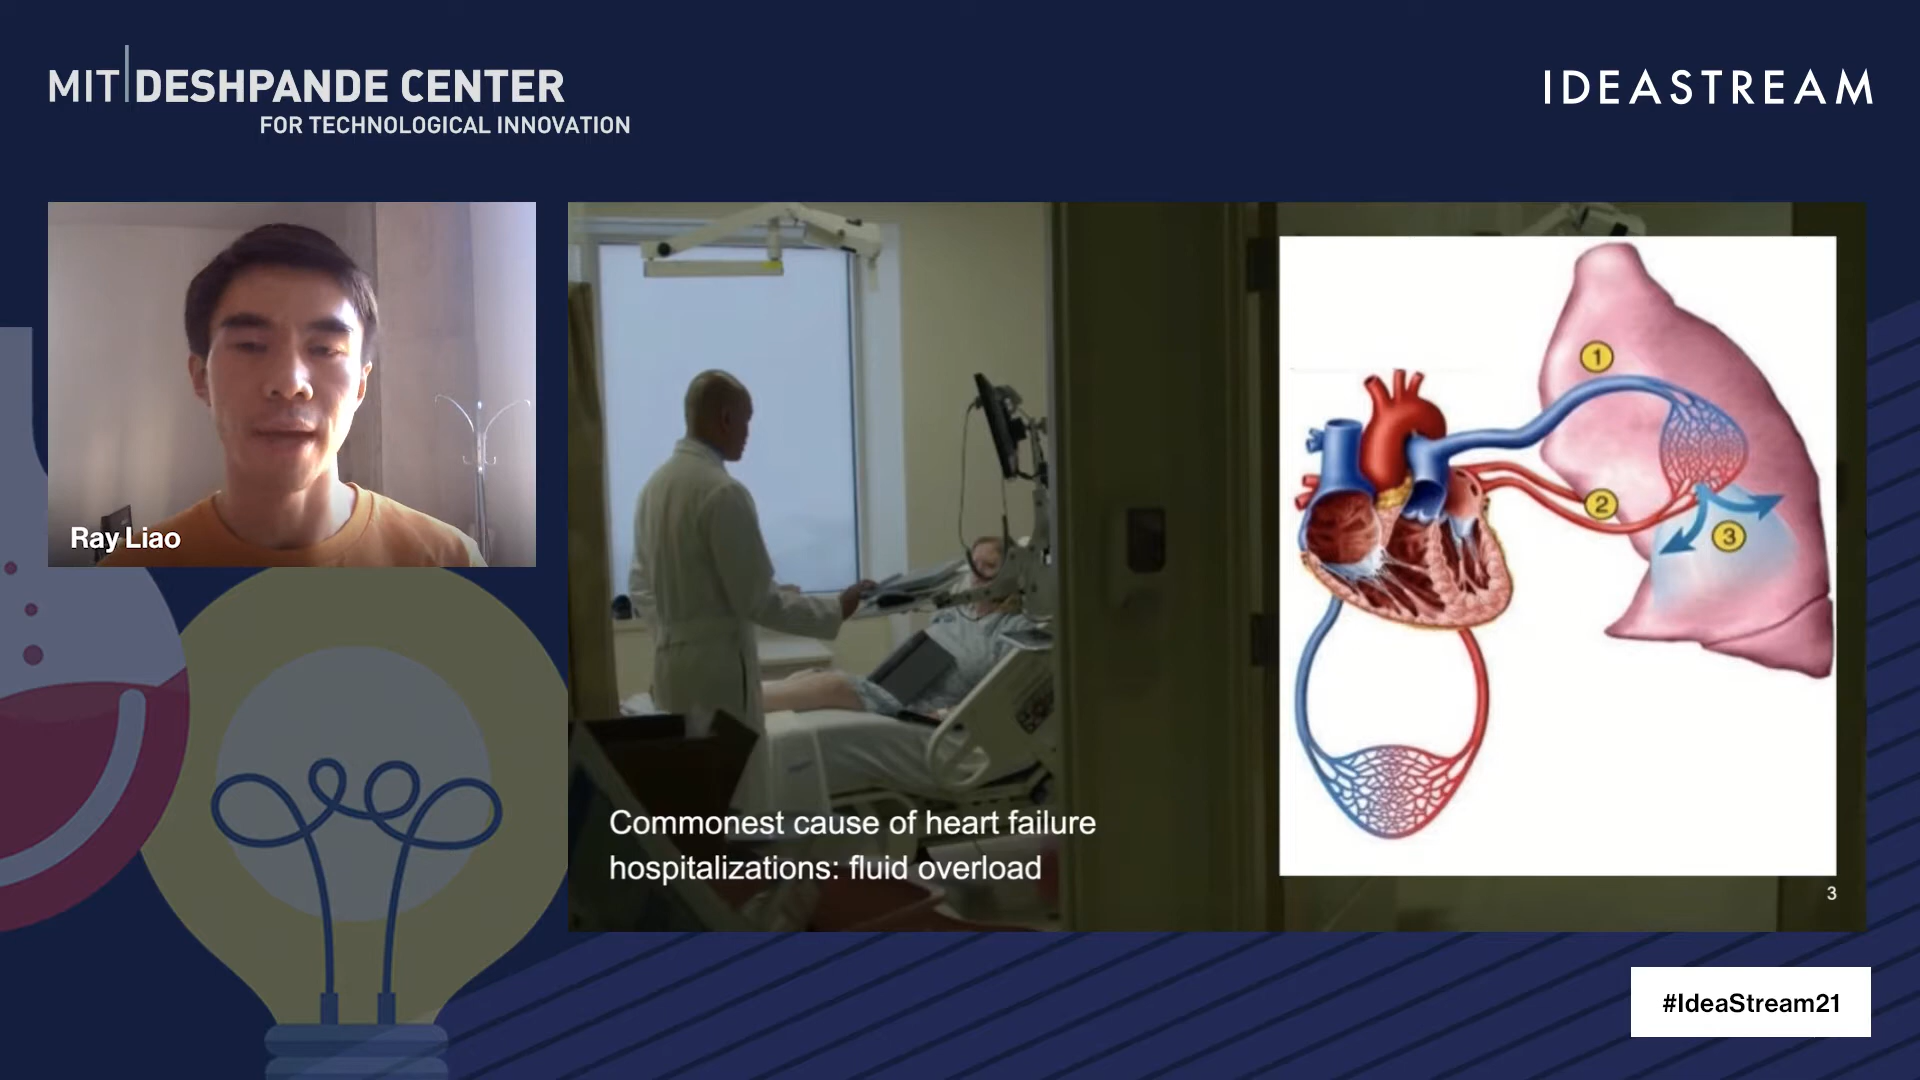 MIT DESHPANDE CENTER
FOR TECHNOLOGICAL INNOVATION
IDEASTREAM
Ray Liao
1
2
3
Commonest cause of heart failure
hospitalizations: fluid overload
3
#IdeaStream21